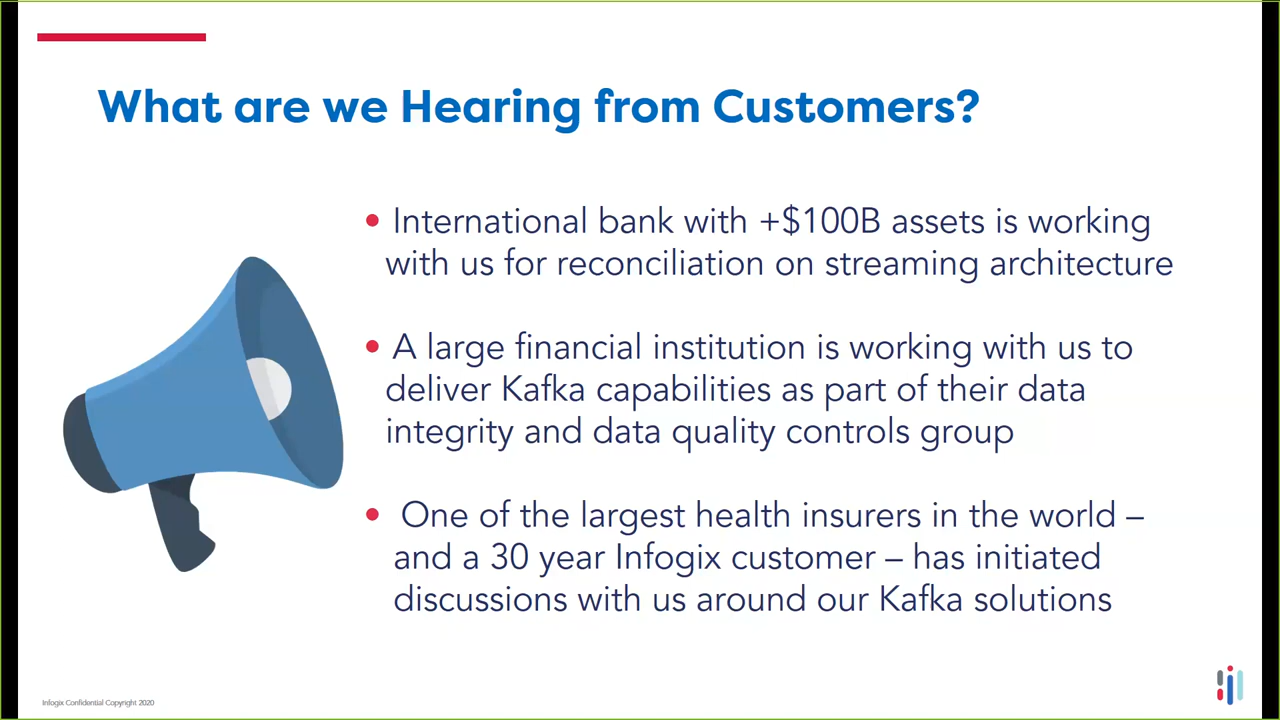 What are we Hearing from Customers?
• International bank with +$100B assets is working
with us for reconciliation on streaming architecture
• A large financial institution is working with us to
deliver Kafka capabilities as part of their data
integrity and data quality controls group
• One of the largest health insurers in the world –
and a 30 year Infogix customer – has initiated
discussions with us around our Kafka solutions
Infogix Confidential Copyright 2020